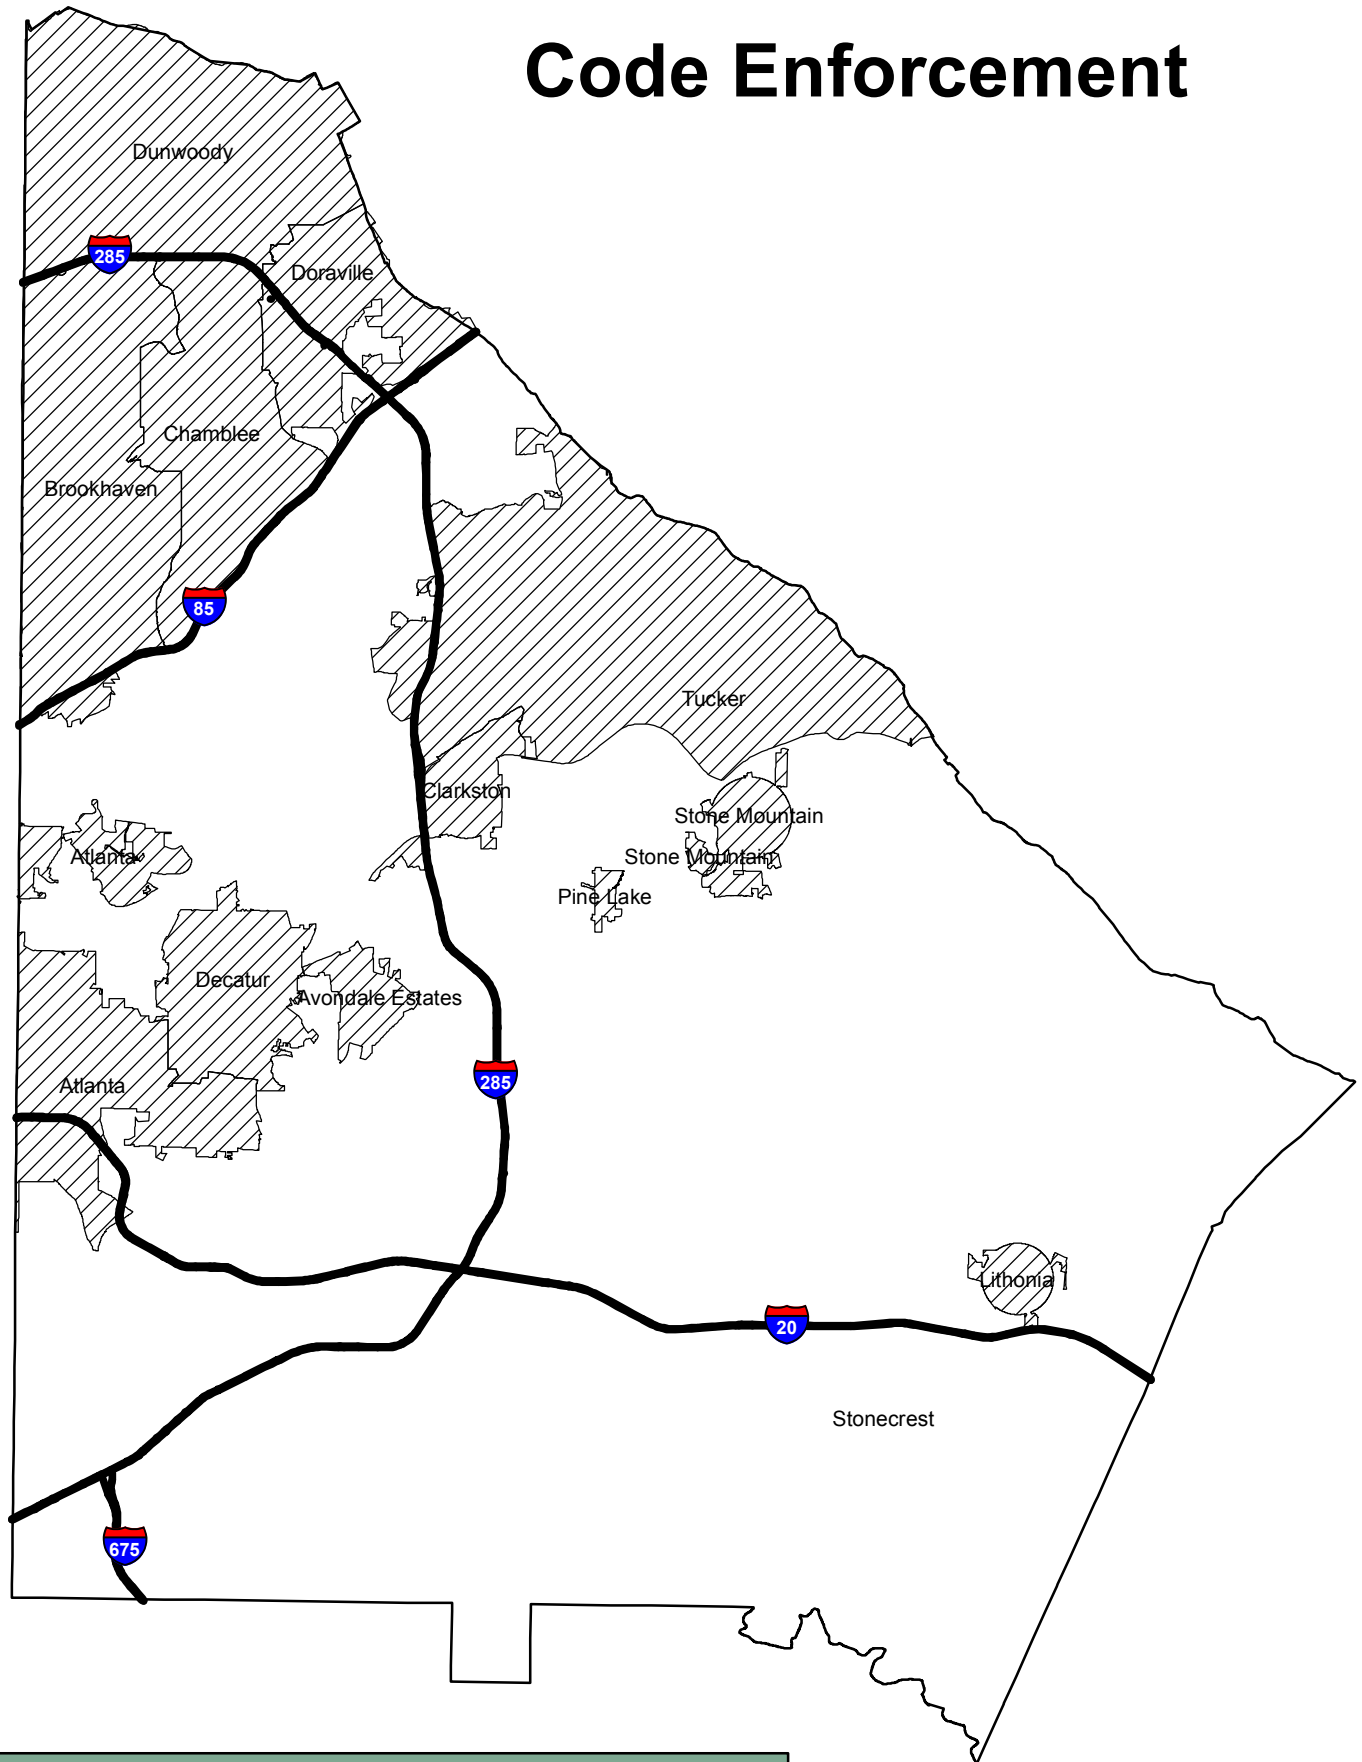 Code Enforcement
Dunwoody
285
Doraville
Chamblee
Brookhaven
85
Tucker
Clarkston
Stone Mountain
Atlanta
Stone Mountain
Pine Lake
Decatur
Avondale Estates
Atlanta
285
Lithonia
20
Stonecrest
675